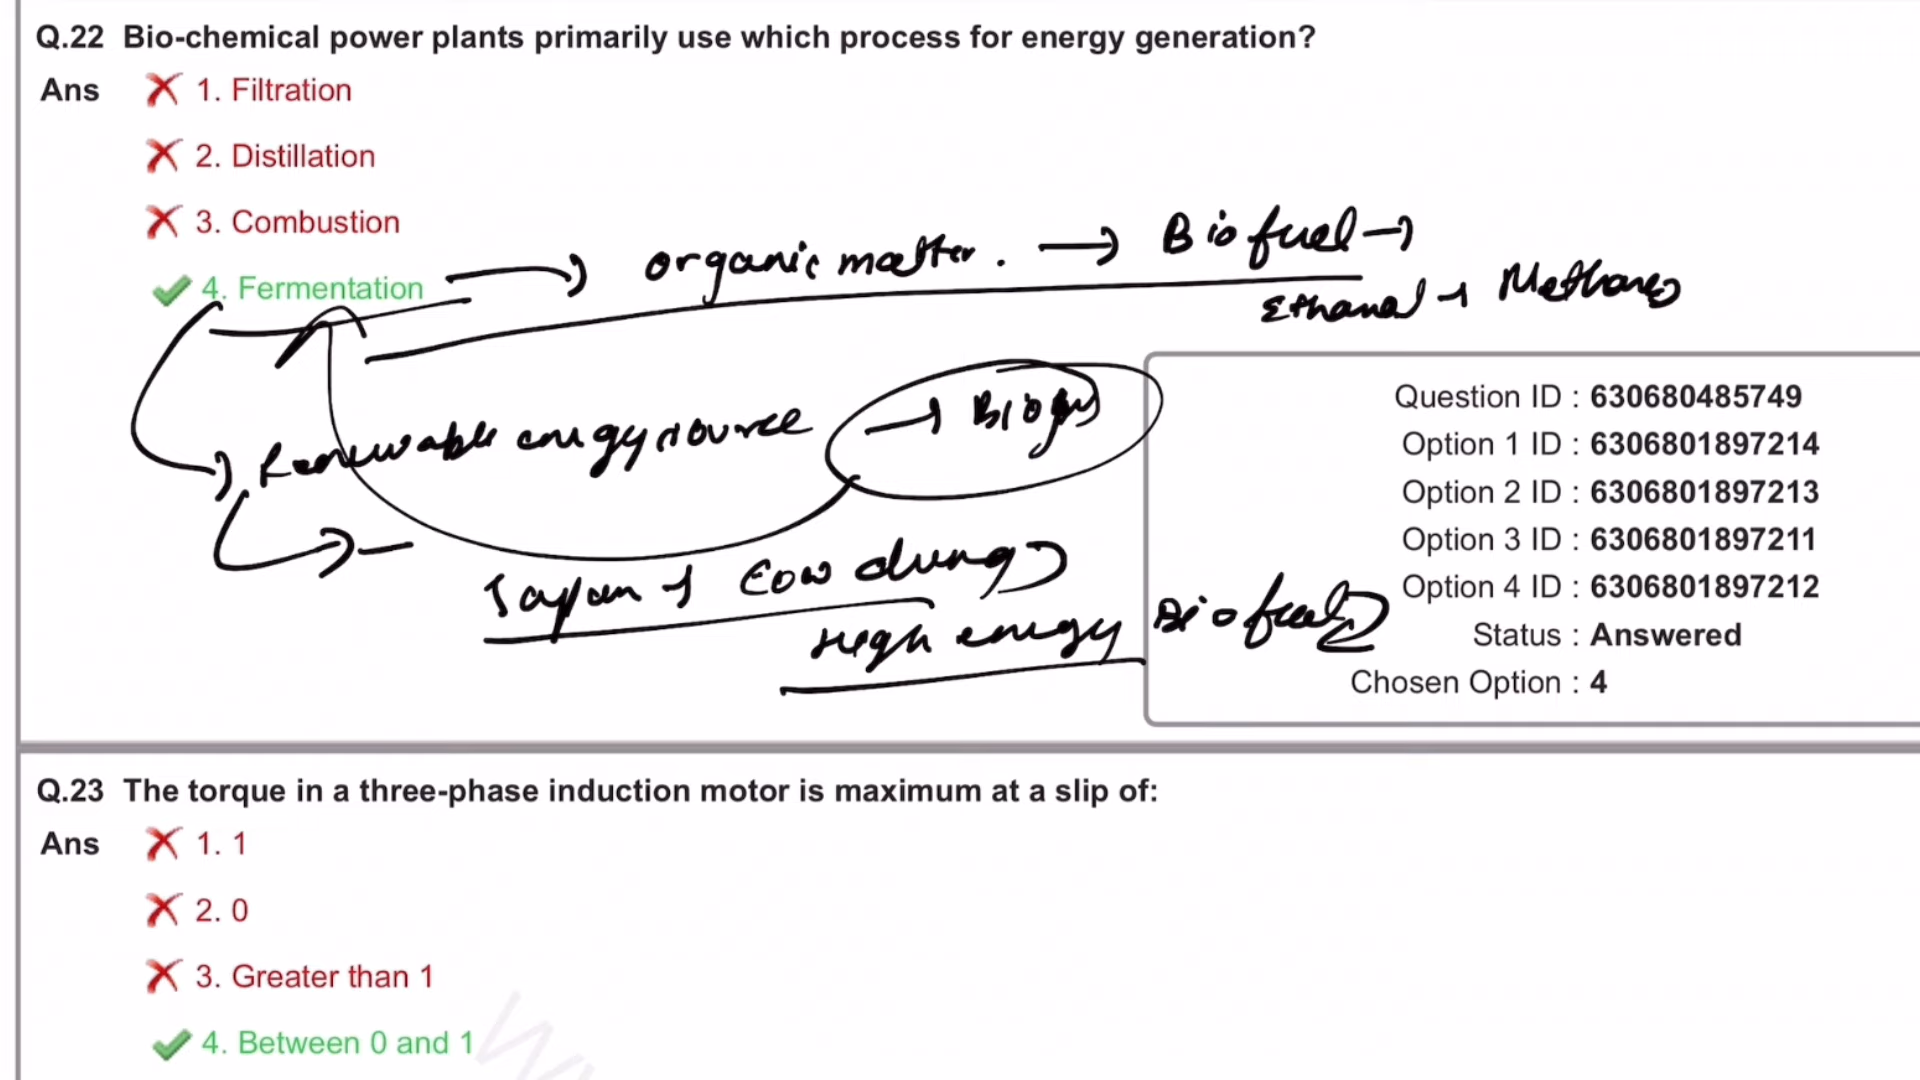 Q.22 Bio-chemical power plants primarily use which process for energy generation?
Ans 1. Filtration
2. Distillation
3. Combustion
4. Fermentation → organic matter. → Biofuel →
Ethanol + Methane
Renewable energy source → Biogas
Japan + Cow dung
High energy Biofuel
Question ID : 630680485749
Option 1 ID : 6306801897214
Option 2 ID : 6306801897213
Option 3 ID : 6306801897211
Option 4 ID : 6306801897212
Status : Answered
Chosen Option : 4
Q.23 The torque in a three-phase induction motor is maximum at a slip of:
Ans 1. 1
2. 0
3. Greater than 1
4. Between 0 and 1